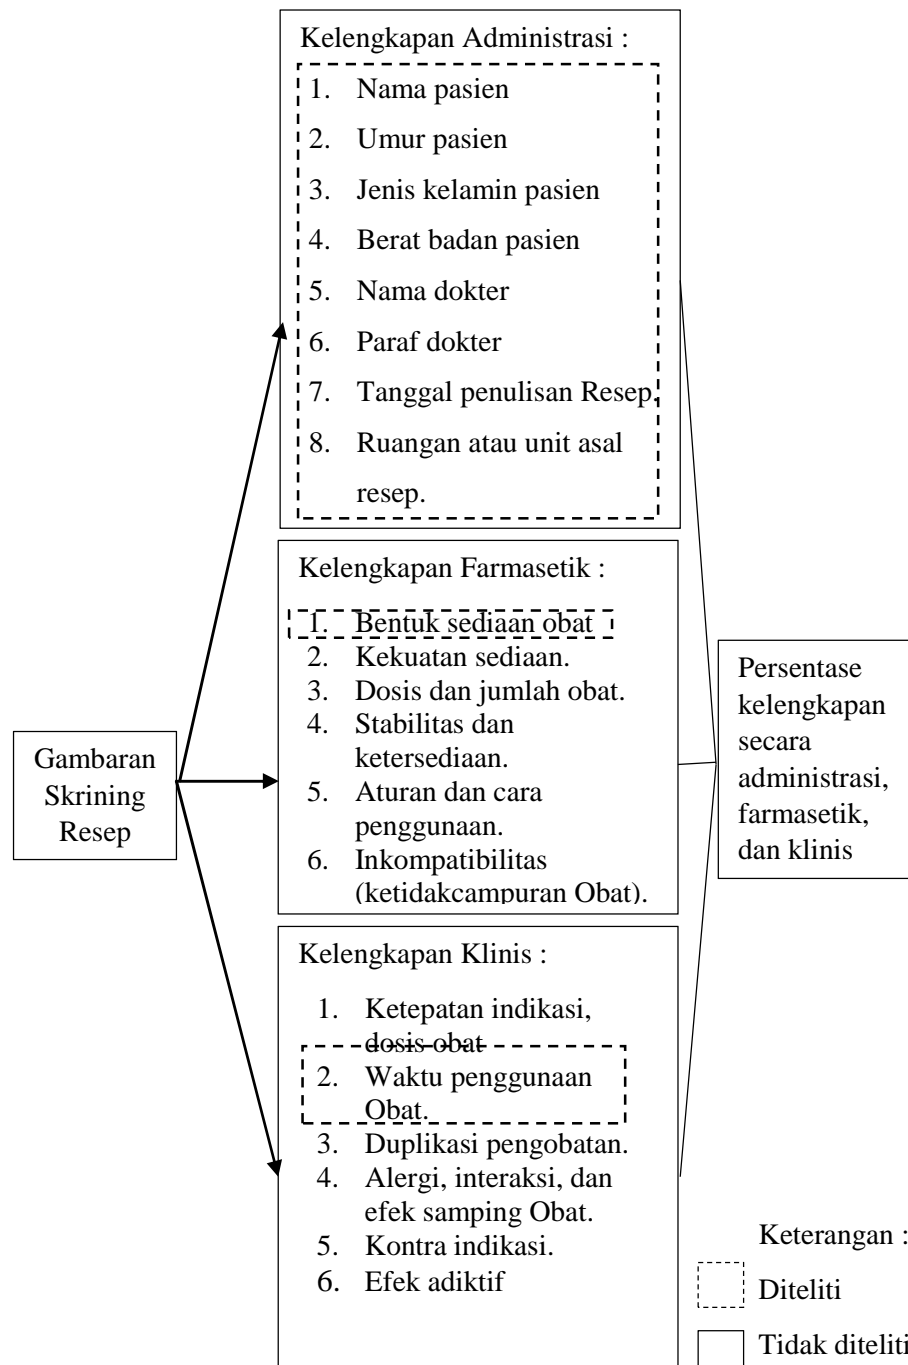 Kelengkapan Administrasi :
1. Nama pasien
2. Umur pasien
3. Jenis kelamin pasien
4. Berat badan pasien
5. Nama dokter
6. Paraf dokter
7. Tanggal penulisan Resep.
8. Ruangan atau unit asal
resep.
Kelengkapan Farmasetik :
1. Bentuk sediaan obat
2. Kekuatan sediaan.
3. Dosis dan jumlah obat.
4. Stabilitas dan
ketersediaan.
5. Aturan dan cara
penggunaan.
6. Inkompatibilitas
(ketidakcampuran Obat).
Gambaran
Skrining
Resep
Persentase
kelengkapan
secara
administrasi,
farmasetik,
dan klinis
Kelengkapan Klinis :
1. Ketepatan indikasi,
dosis obat
2. Waktu penggunaan
Obat.
3. Duplikasi pengobatan.
4. Alergi, interaksi, dan
efek samping Obat.
5. Kontra indikasi.
6. Efek adiktif
Keterangan :
Diteliti
Tidak diteliti